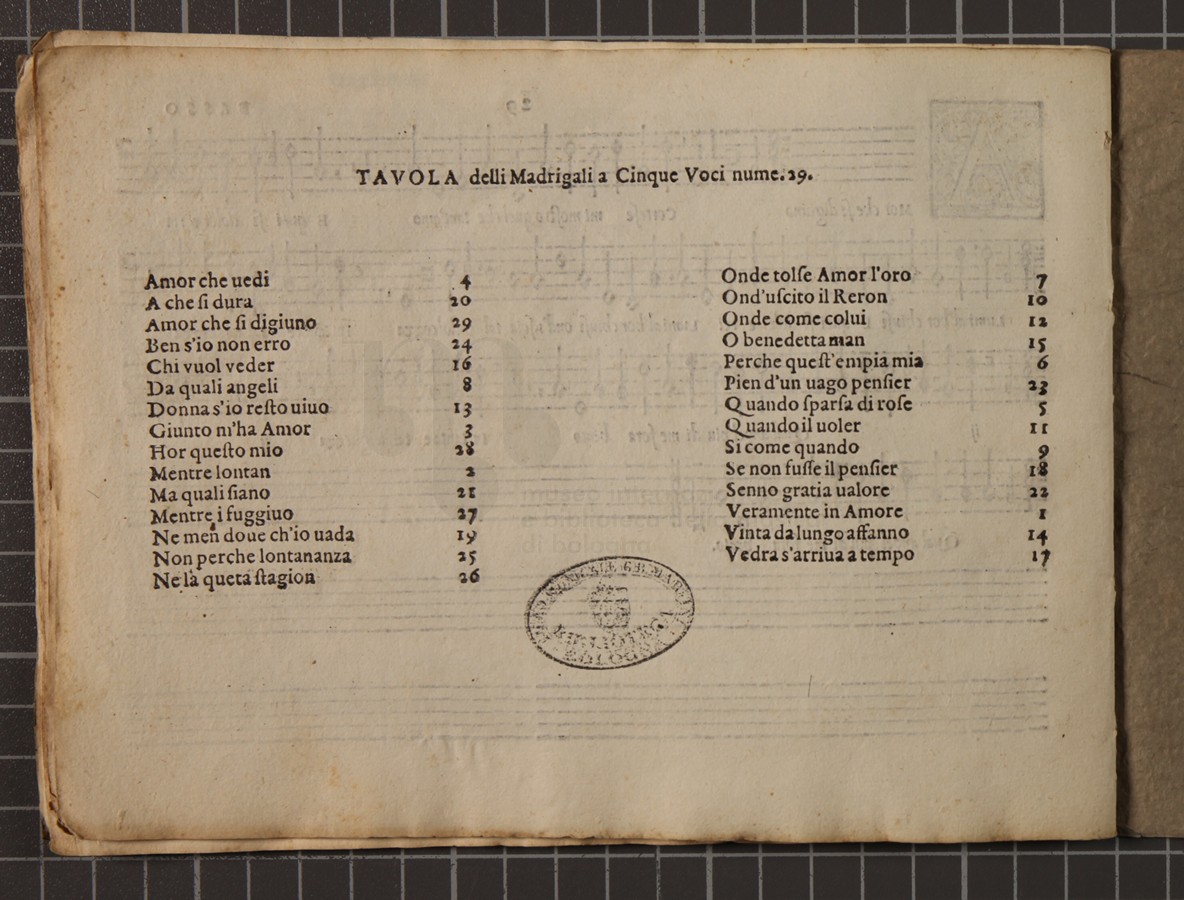 TAVOLA delli Madrigali a Cinque Voci nume. 29.
Amor che uedi 4
A che ſi dura 20
Amor che ſi digiuno 29
Ben s'io non erro 24
Chi vuol veder 16
Da quali angeli 8
Donna s'io reſto uiuo 13
Giunto m'ha Amor 3
Hor queſto mio 28
Mentre lontan 2
Ma quali ſiano 21
Mentre i fuggiuo 27
Ne men doue ch'io uada 19
Non perche lontananza 25
Ne la queta ſtagion 26
Onde tolſe Amor l'oro 7
Ond'uſcito il Reron 10
Onde come colui 12
O benedetta man 15
Perche queſt'empia mia 6
Pien d'un uago penſier 23
Quando ſparſa di roſe 5
Quando il uoler 11
Si come quando 9
Se non fuſſe il penſier 18
Senno gratia ualore 22
Veramente in Amore 1
Vinta da lungo affanno 14
Vedra s'arriua a tempo 17
museo
di bologna
BOLOGNA